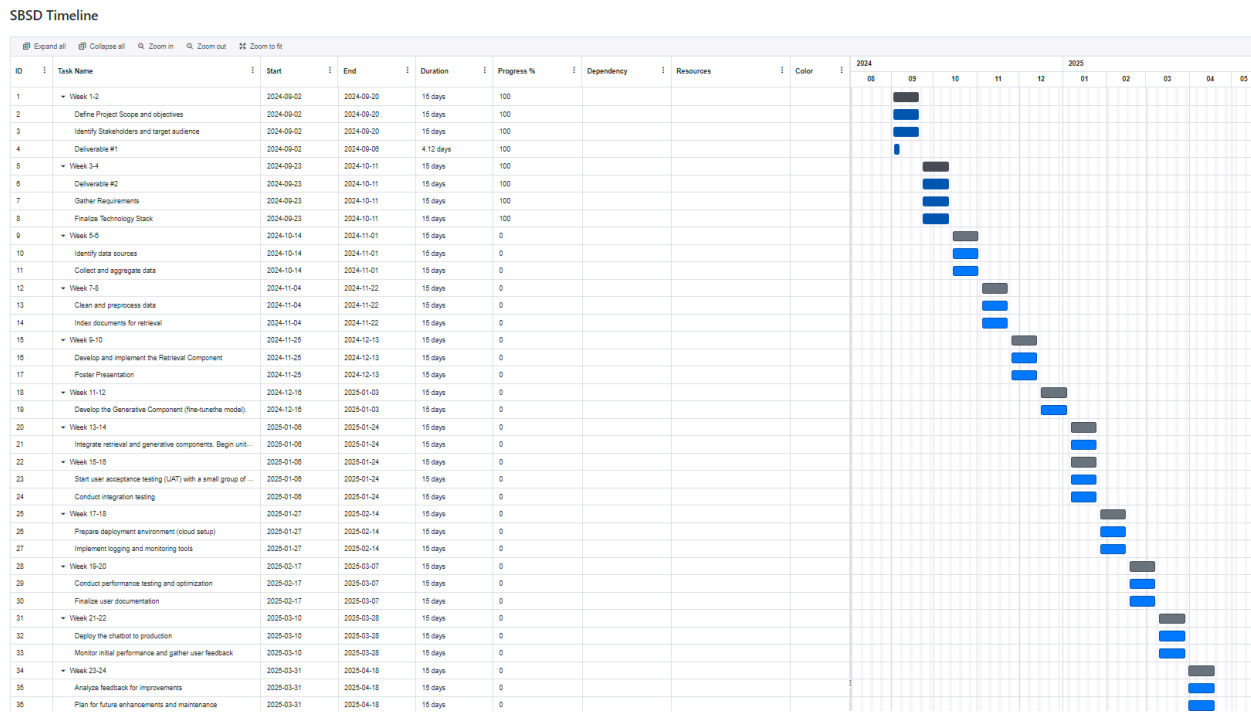 SBSD Timeline
Expand all Collapse all Zoom in Zoom out Zoom to fit
ID Task Name Start End Duration Progress % Dependency Resources Color
2024 2025
08 09 10 11 12 01 02 03 04 05
1 Week 1-2 2024-09-02 2024-09-20 15 days 100
2 Define Project Scope and objectives 2024-09-02 2024-09-20 15 days 100
3 Identify Stakeholders and target audience 2024-09-02 2024-09-20 15 days 100
4 Deliverable #1 2024-09-02 2024-09-06 4.12 days 100
5 Week 3-4 2024-09-23 2024-10-11 15 days 100
6 Deliverable #2 2024-09-23 2024-10-11 15 days 100
7 Gather Requirements 2024-09-23 2024-10-11 15 days 100
8 Finalize Technology Stack 2024-09-23 2024-10-11 15 days 100
9 Week 5-6 2024-10-14 2024-11-01 15 days 0
10 Identify data sources 2024-10-14 2024-11-01 15 days 0
11 Collect and aggregate data 2024-10-14 2024-11-01 15 days 0
12 Week 7-8 2024-11-04 2024-11-22 15 days 0
13 Clean and preprocess data 2024-11-04 2024-11-22 15 days 0
14 Index documents for retrieval 2024-11-04 2024-11-22 15 days 0
15 Week 9-10 2024-11-25 2024-12-13 15 days 0
16 Develop and implement the Retrieval Component 2024-11-25 2024-12-13 15 days 0
17 Poster Presentation 2024-11-25 2024-12-13 15 days 0
18 Week 11-12 2024-12-16 2025-01-03 15 days 0
19 Develop the Generative Component (fine-tunethe model). 2024-12-16 2025-01-03 15 days 0
20 Week 13-14 2025-01-06 2025-01-24 15 days 0
21 Integrate retrieval and generative components. Begin unit... 2025-01-06 2025-01-24 15 days 0
22 Week 15-16 2025-01-06 2025-01-24 15 days 0
23 Start user acceptance testing (UAT) with a small group of ... 2025-01-06 2025-01-24 15 days 0
24 Conduct integration testing 2025-01-06 2025-01-24 15 days 0
25 Week 17-18 2025-01-27 2025-02-14 15 days 0
26 Prepare deployment environment (cloud setup) 2025-01-27 2025-02-14 15 days 0
27 Implement logging and monitoring tools 2025-01-27 2025-02-14 15 days 0
28 Week 19-20 2025-02-17 2025-03-07 15 days 0
29 Conduct performance testing and optimization 2025-02-17 2025-03-07 15 days 0
30 Finalize user documentation 2025-02-17 2025-03-07 15 days 0
31 Week 21-22 2025-03-10 2025-03-28 15 days 0
32 Deploy the chatbot to production 2025-03-10 2025-03-28 15 days 0
33 Monitor initial performance and gather user feedback 2025-03-10 2025-03-28 15 days 0
34 Week 23-24 2025-03-31 2025-04-18 15 days 0
35 Analyze feedback for improvements 2025-03-31 2025-04-18 15 days 0
36 Plan for future enhancements and maintenance 2025-03-31 2025-04-18 15 days 0